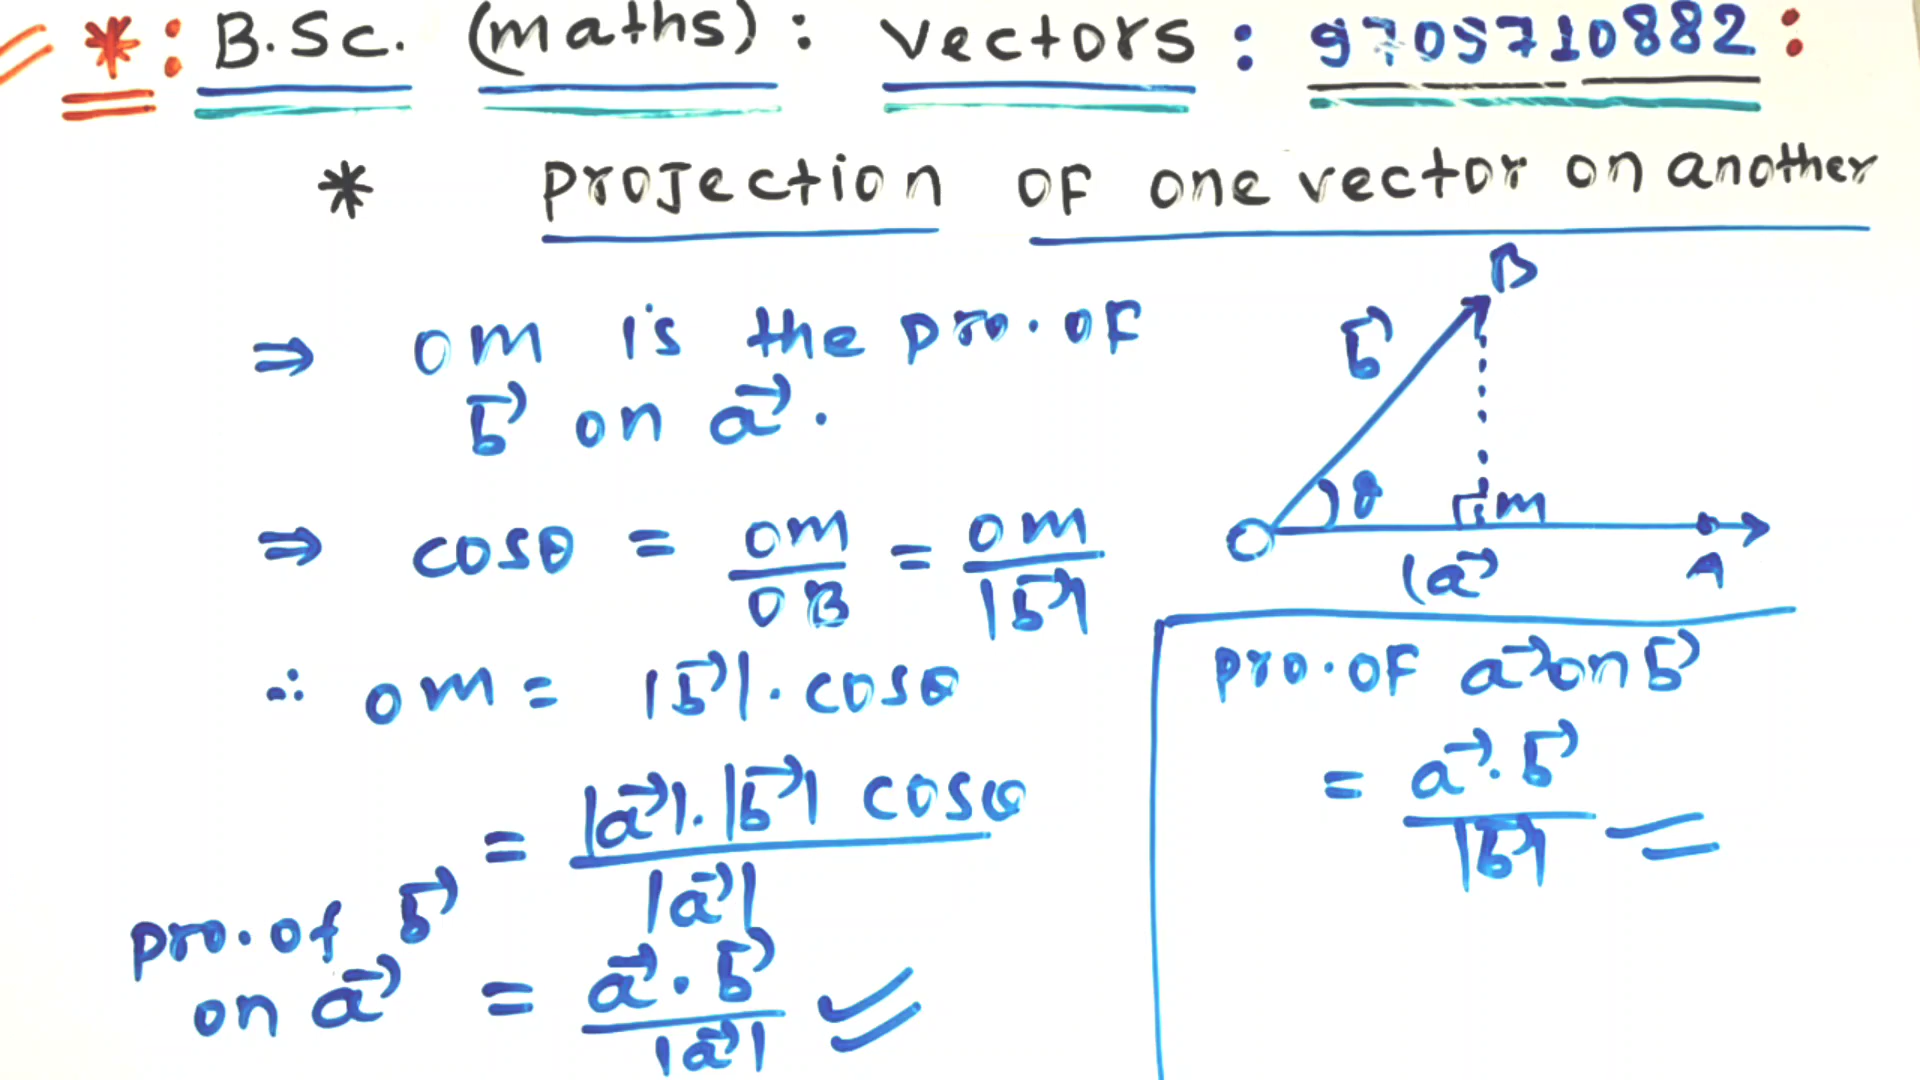 *: B.Sc. (maths): Vectors: 9705710882:
* Projection of one vector on another
⇒ om is the pro. of
b⃗ on a⃗.
⇒ cosθ = om/OB = om/|b⃗|
∴ om = |b⃗|. cosθ
= |a⃗|.|b⃗| cosθ / |a⃗|
pro. of b⃗
on a⃗ = a⃗.b⃗/|a⃗|
B
b⃗
θ
m
O
(a⃗
A
pro. of a⃗ on b⃗
= a⃗.b⃗/|b⃗|